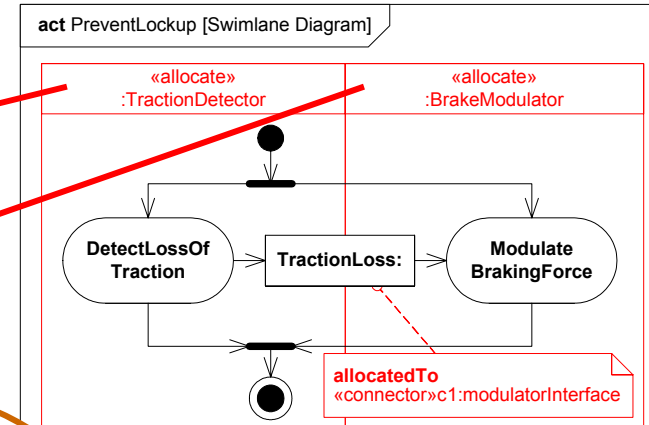 act PreventLockup [Swimlane Diagram]
«allocate»
:TractionDetector
«allocate»
:BrakeModulator
DetectLossOf
Traction
TractionLoss:
Modulate
BrakingForce
allocatedTo
«connector»c1:modulatorInterface